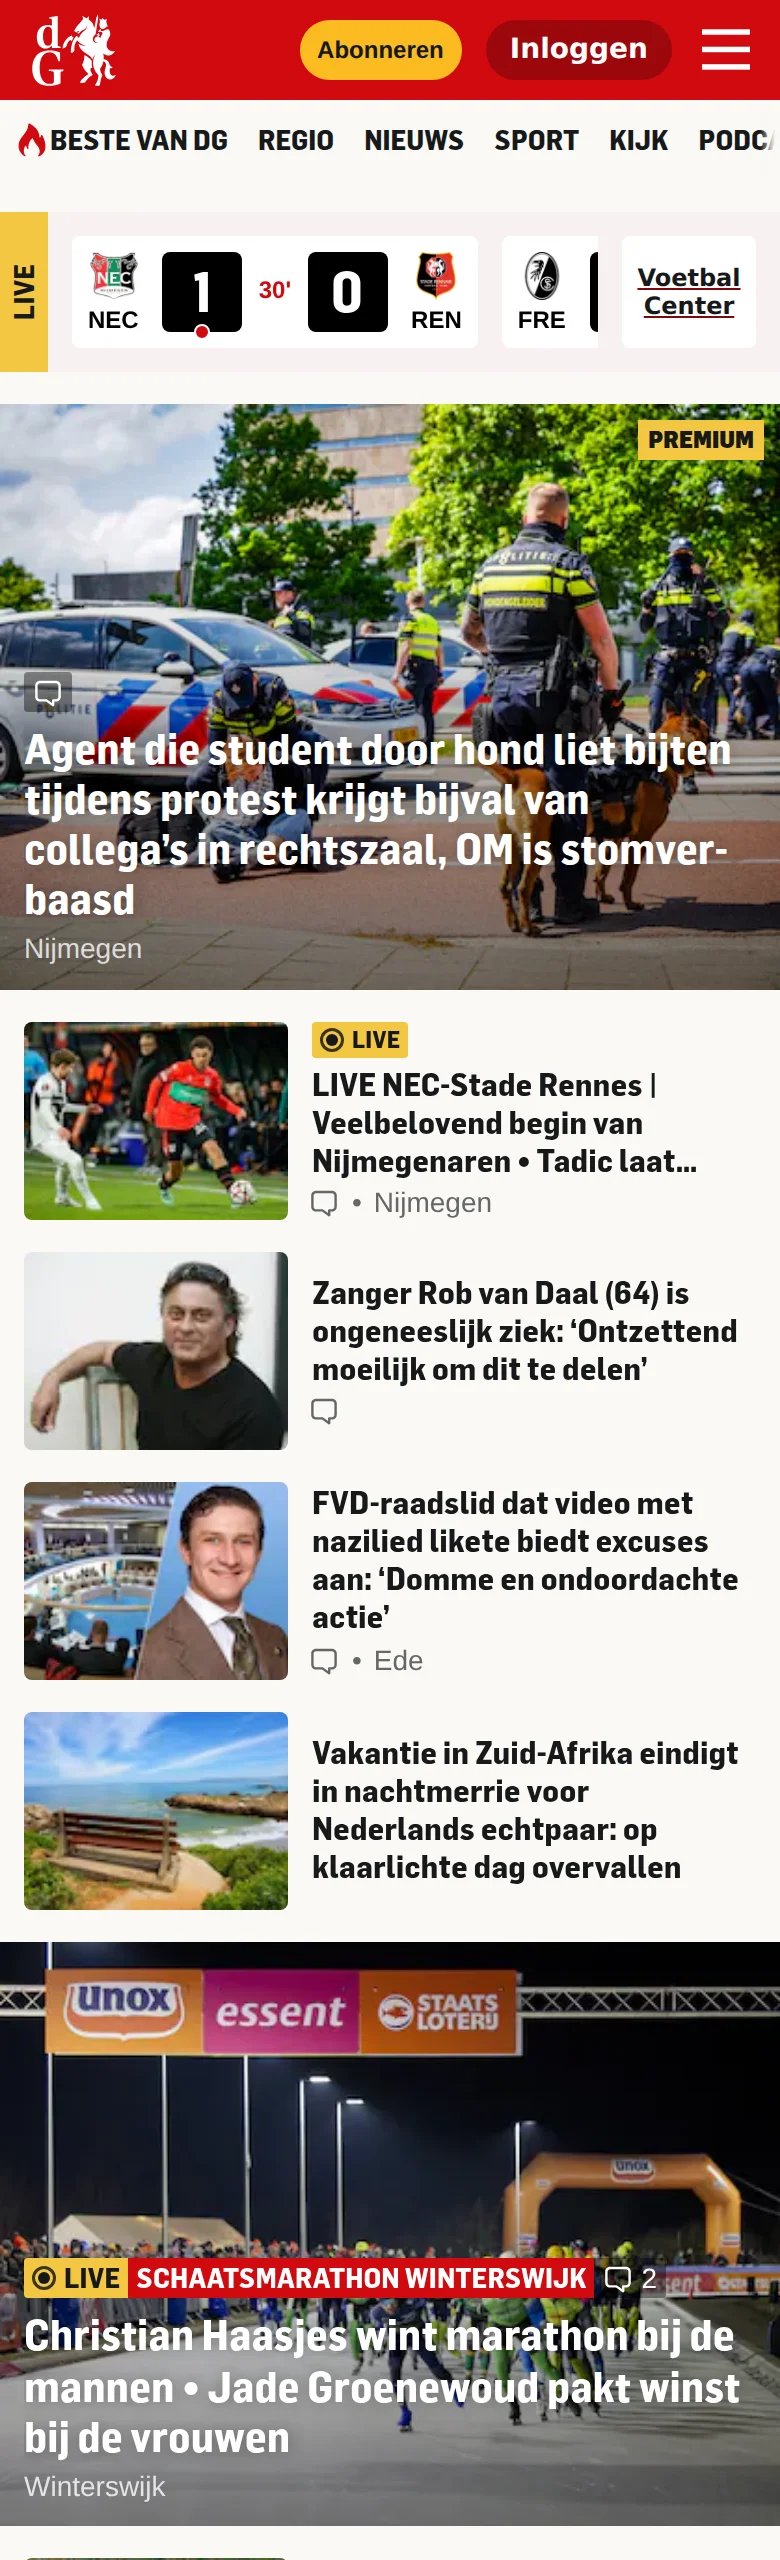 dG
Abonneren
Inloggen
BESTE VAN DG REGIO NIEUWS SPORT KIJK PODCA
LIVE
NEC
NEC 1 30' 0 REN
FRE
Voetbal
Center
PREMIUM
POLITIE
HONDENGELEIDER
POLITIE
Agent die student door hond liet bijten
tijdens protest krijgt bijval van
collega’s in rechtszaal, OM is stomver-
baasd
Nijmegen
LIVE
LIVE NEC-Stade Rennes |
Veelbelovend begin van
Nijmegenaren • Tadic laat...
• Nijmegen
Zanger Rob van Daal (64) is
ongeneeslijk ziek: ‘Ontzettend
moeilijk om dit te delen’
FVD-raadslid dat video met
nazilied likete biedt excuses
aan: ‘Domme en ondoordachte
actie’
• Ede
Vakantie in Zuid-Afrika eindigt
in nachtmerrie voor
Nederlands echtpaar: op
klaarlichte dag overvallen
unox essent STAATS
LOTERIJ
unox
LIVE SCHAATSMARATHON WINTERSWIJK 2
Christian Haasjes wint marathon bij de
mannen • Jade Groenewoud pakt winst
bij de vrouwen
Winterswijk